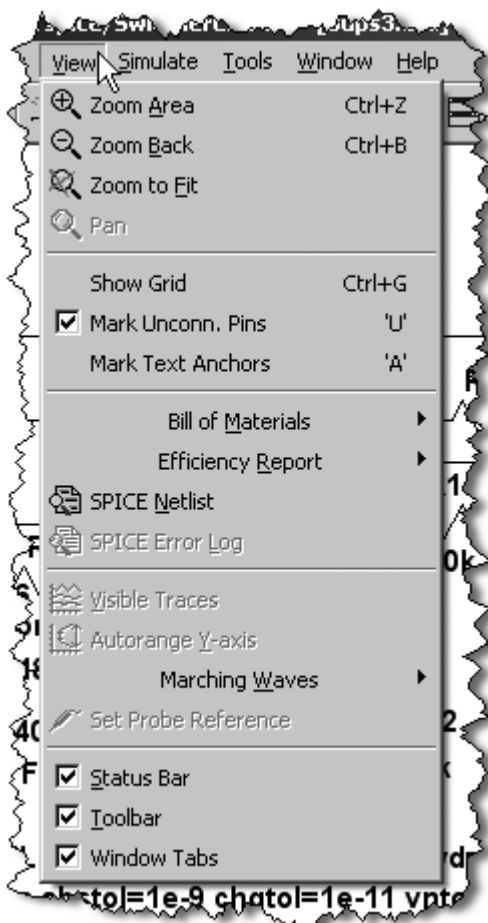 View Simulate Tools Window Help
Zoom Area Ctrl+Z
Zoom Back Ctrl+B
Zoom to Fit
Pan
Show Grid Ctrl+G
Mark Unconn. Pins 'U'
Mark Text Anchors 'A'
Bill of Materials
Efficiency Report
SPICE Netlist
SPICE Error Log
Visible Traces
Autorange Y-axis
Marching Waves
Set Probe Reference
Status Bar
Toolbar
Window Tabs
chgtol=1e-11